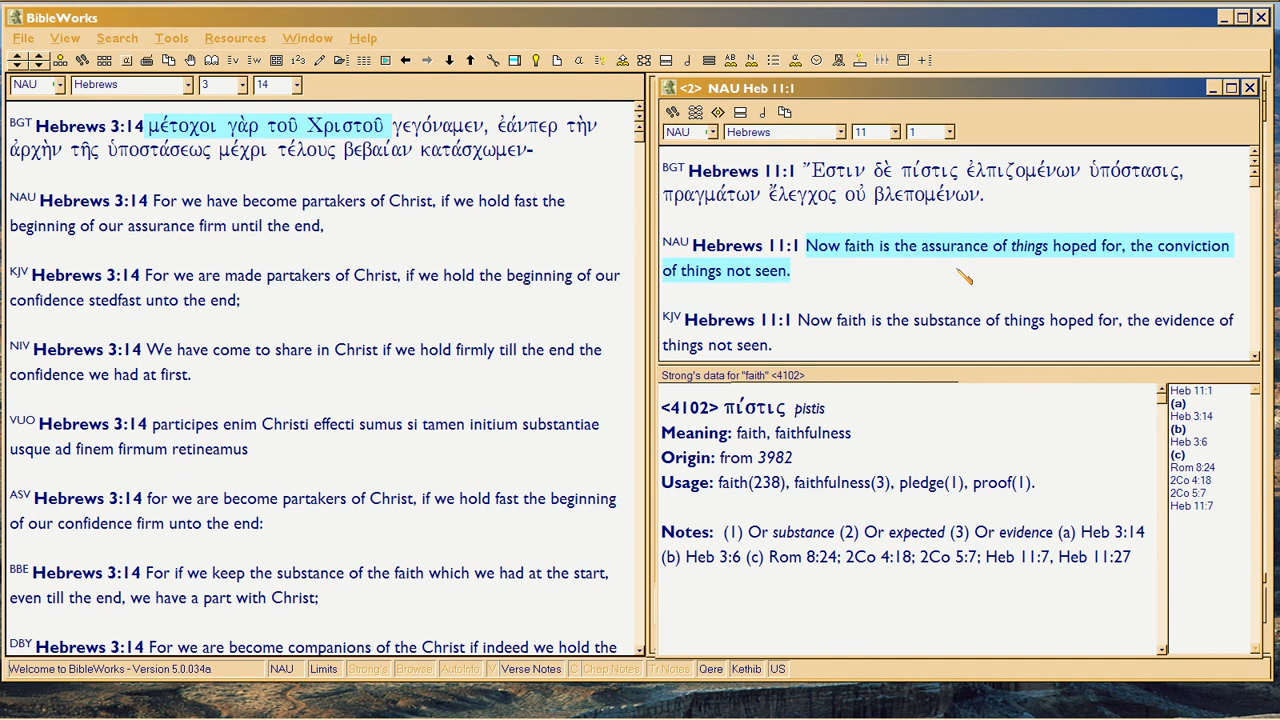 BibleWorks
File View Search Tools Resources Window Help
NAU Hebrews 3 14
BGT Hebrews 3:14 μέτοχοι γὰρ τοῦ Χριστοῦ γεγόναμεν, ἐάνπερ τὴν
ἀρχὴν τῆς ὑποστάσεως μέχρι τέλους βεβαίαν κατάσχωμεν-
NAU Hebrews 3:14 For we have become partakers of Christ, if we hold fast the
beginning of our assurance firm until the end,
KJV Hebrews 3:14 For we are made partakers of Christ, if we hold the beginning of our
confidence stedfast unto the end;
NIV Hebrews 3:14 We have come to share in Christ if we hold firmly till the end the
confidence we had at first.
VUO Hebrews 3:14 participes enim Christi effecti sumus si tamen initium substantiae
usque ad finem firmum retineamus
ASV Hebrews 3:14 for we are become partakers of Christ, if we hold fast the beginning
of our confidence firm unto the end:
BBE Hebrews 3:14 For if we keep the substance of the faith which we had at the start,
even till the end, we have a part with Christ;
DBY Hebrews 3:14 For we are become companions of the Christ if indeed we hold the
<2> NAU Heb 11:1
NAU Hebrews 11 1
BGT Hebrews 11:1 Ἔστιν δὲ πίστις ἐλπιζομένων ὑπόστασις,
πραγμάτων ἔλεγχος οὐ βλεπομένων.
NAU Hebrews 11:1 Now faith is the assurance of things hoped for, the conviction
of things not seen.
KJV Hebrews 11:1 Now faith is the substance of things hoped for, the evidence of
things not seen.
Strong's data for "faith" <4102>
<4102> πίστις pistis
Meaning: faith, faithfulness
Origin: from 3982
Usage: faith(238), faithfulness(3), pledge(1), proof(1).
Notes: (1) Or substance (2) Or expected (3) Or evidence (a) Heb 3:14
(b) Heb 3:6 (c) Rom 8:24; 2Co 4:18; 2Co 5:7; Heb 11:7, Heb 11:27
Heb 11:1
(a)
Heb 3:14
(b)
Heb 3:6
(c)
Rom 8:24
2Co 4:18
2Co 5:7
Heb 11:7
Welcome to BibleWorks - Version 5.0.034a NAU Limits Strong's Browse AutoInfo V Verse Notes C Chap Notes Tr Notes Qere Kethib US